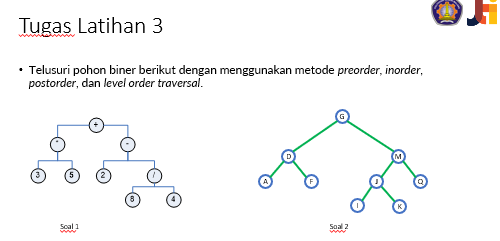 Tugas Latihan 3
• Telusuri pohon biner berikut dengan menggunakan metode preorder, inorder,
postorder, dan level order traversal.
+
* -
3 5 2 /
8 4
Soal 1
G
D M
A F J Q
I K
Soal 2